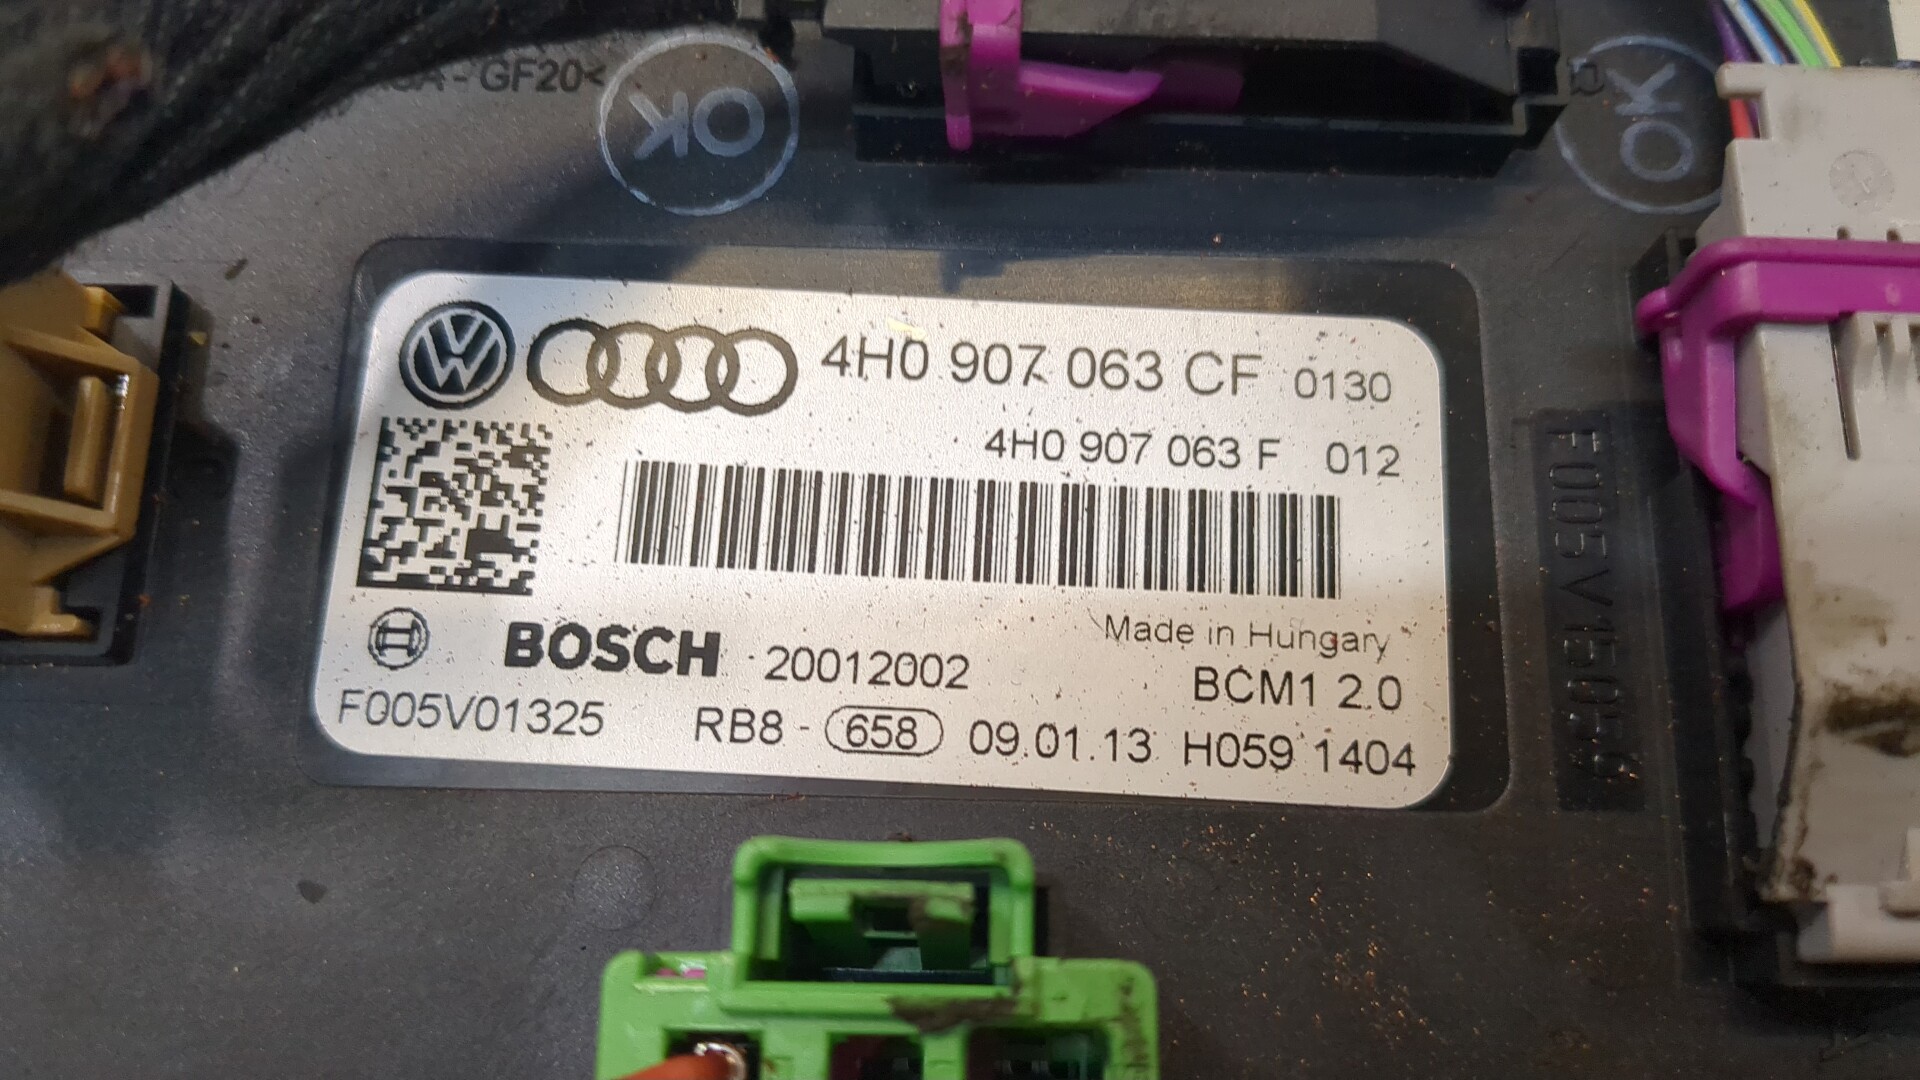 - GF20<
OK
OK
4H0 907 063 CF 0130
4H0 907 063 F 012
Made in Hungary
BOSCH 20012002
BCM1 2.0
F005V01325 RB8 - 658 09.01.13 H059 1404
F005V15059